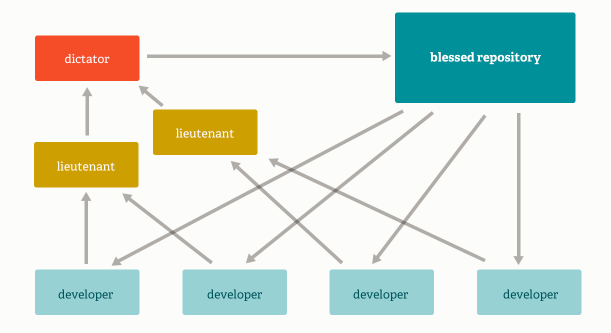 dictator
blessed repository
lieutenant
lieutenant
developer
developer
developer
developer